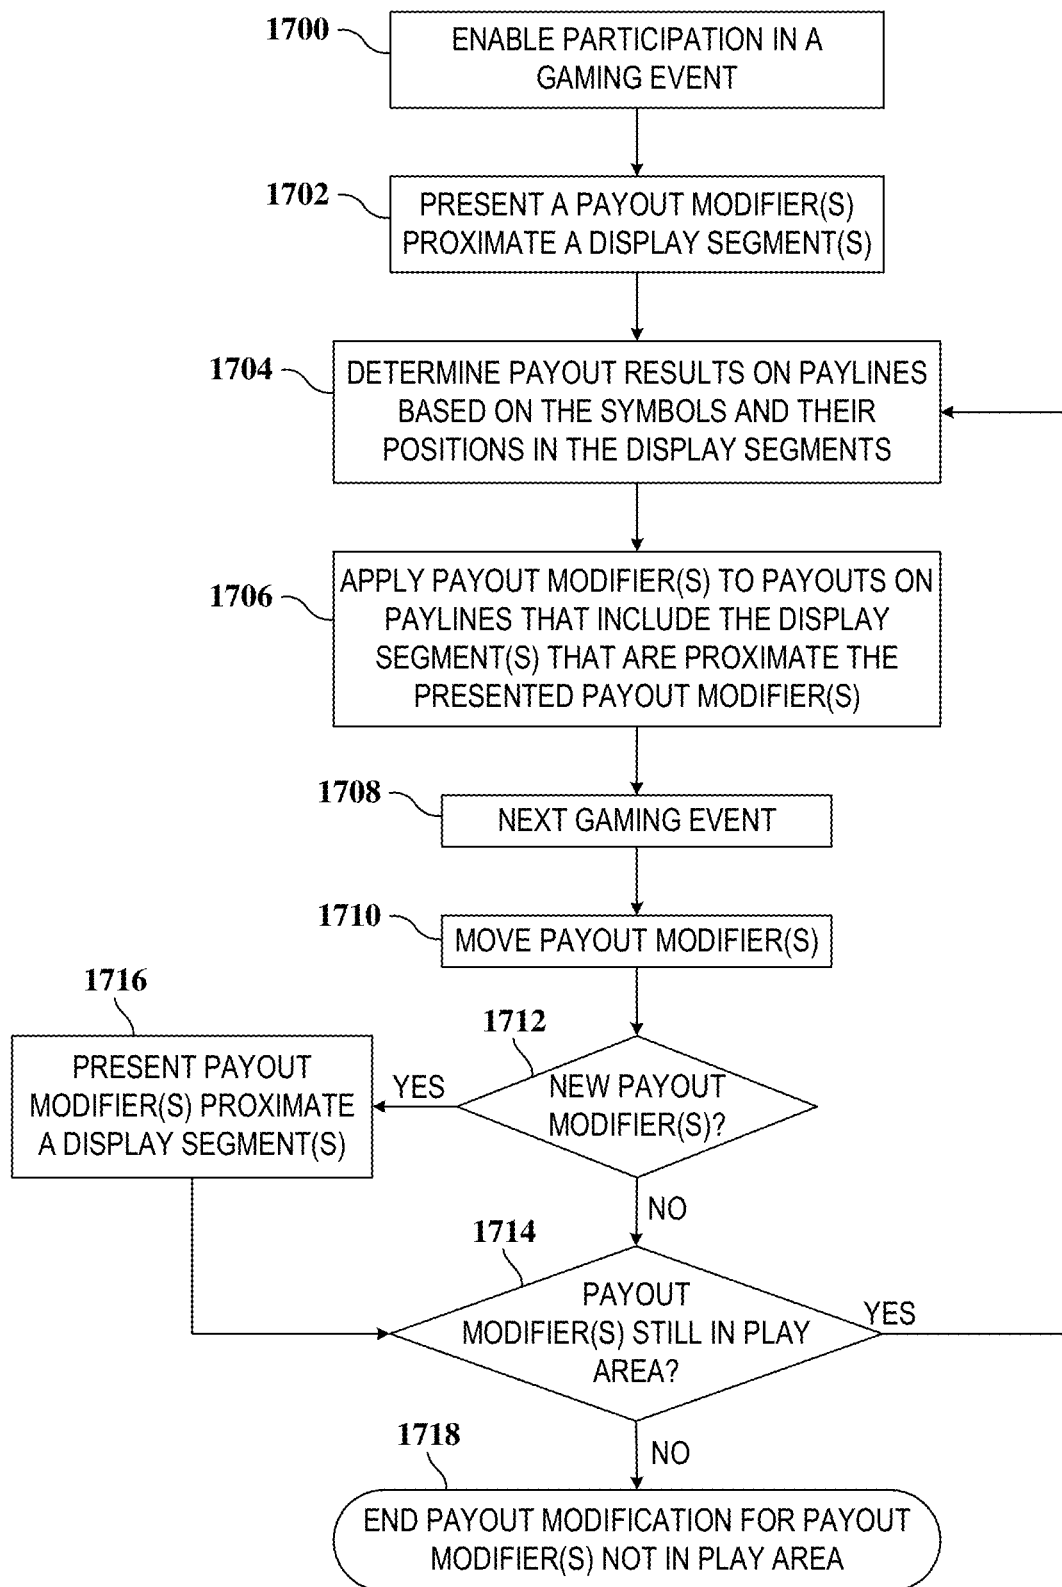 1700
ENABLE PARTICIPATION IN A
GAMING EVENT
1702
PRESENT A PAYOUT MODIFIER(S)
PROXIMATE A DISPLAY SEGMENT(S)
1704
DETERMINE PAYOUT RESULTS ON PAYLINES
BASED ON THE SYMBOLS AND THEIR
POSITIONS IN THE DISPLAY SEGMENTS
1706
APPLY PAYOUT MODIFIER(S) TO PAYOUTS ON
PAYLINES THAT INCLUDE THE DISPLAY
SEGMENT(S) THAT ARE PROXIMATE THE
PRESENTED PAYOUT MODIFIER(S)
1708
NEXT GAMING EVENT
1710
MOVE PAYOUT MODIFIER(S)
1712
NEW PAYOUT
MODIFIER(S)?
YES
1716
PRESENT PAYOUT
MODIFIER(S) PROXIMATE
A DISPLAY SEGMENT(S)
NO
1714
PAYOUT
MODIFIER(S) STILL IN PLAY
AREA?
YES
NO
1718
END PAYOUT MODIFICATION FOR PAYOUT
MODIFIER(S) NOT IN PLAY AREA